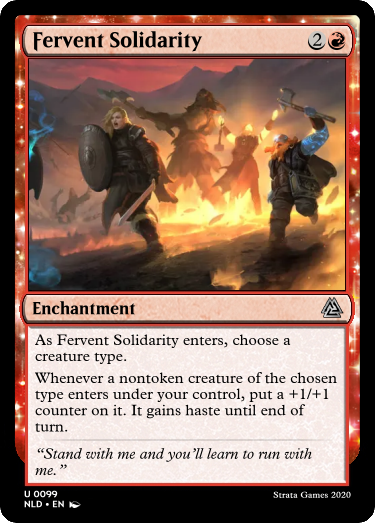 Fervent Solidarity 2
Enchantment
As Fervent Solidarity enters, choose a
creature type.
Whenever a nontoken creature of the chosen
type enters under your control, put a +1/+1
counter on it. It gains haste until end of
turn.
“Stand with me and you’ll learn to run with
me.”
U 0099
NLD • EN
Strata Games 2020